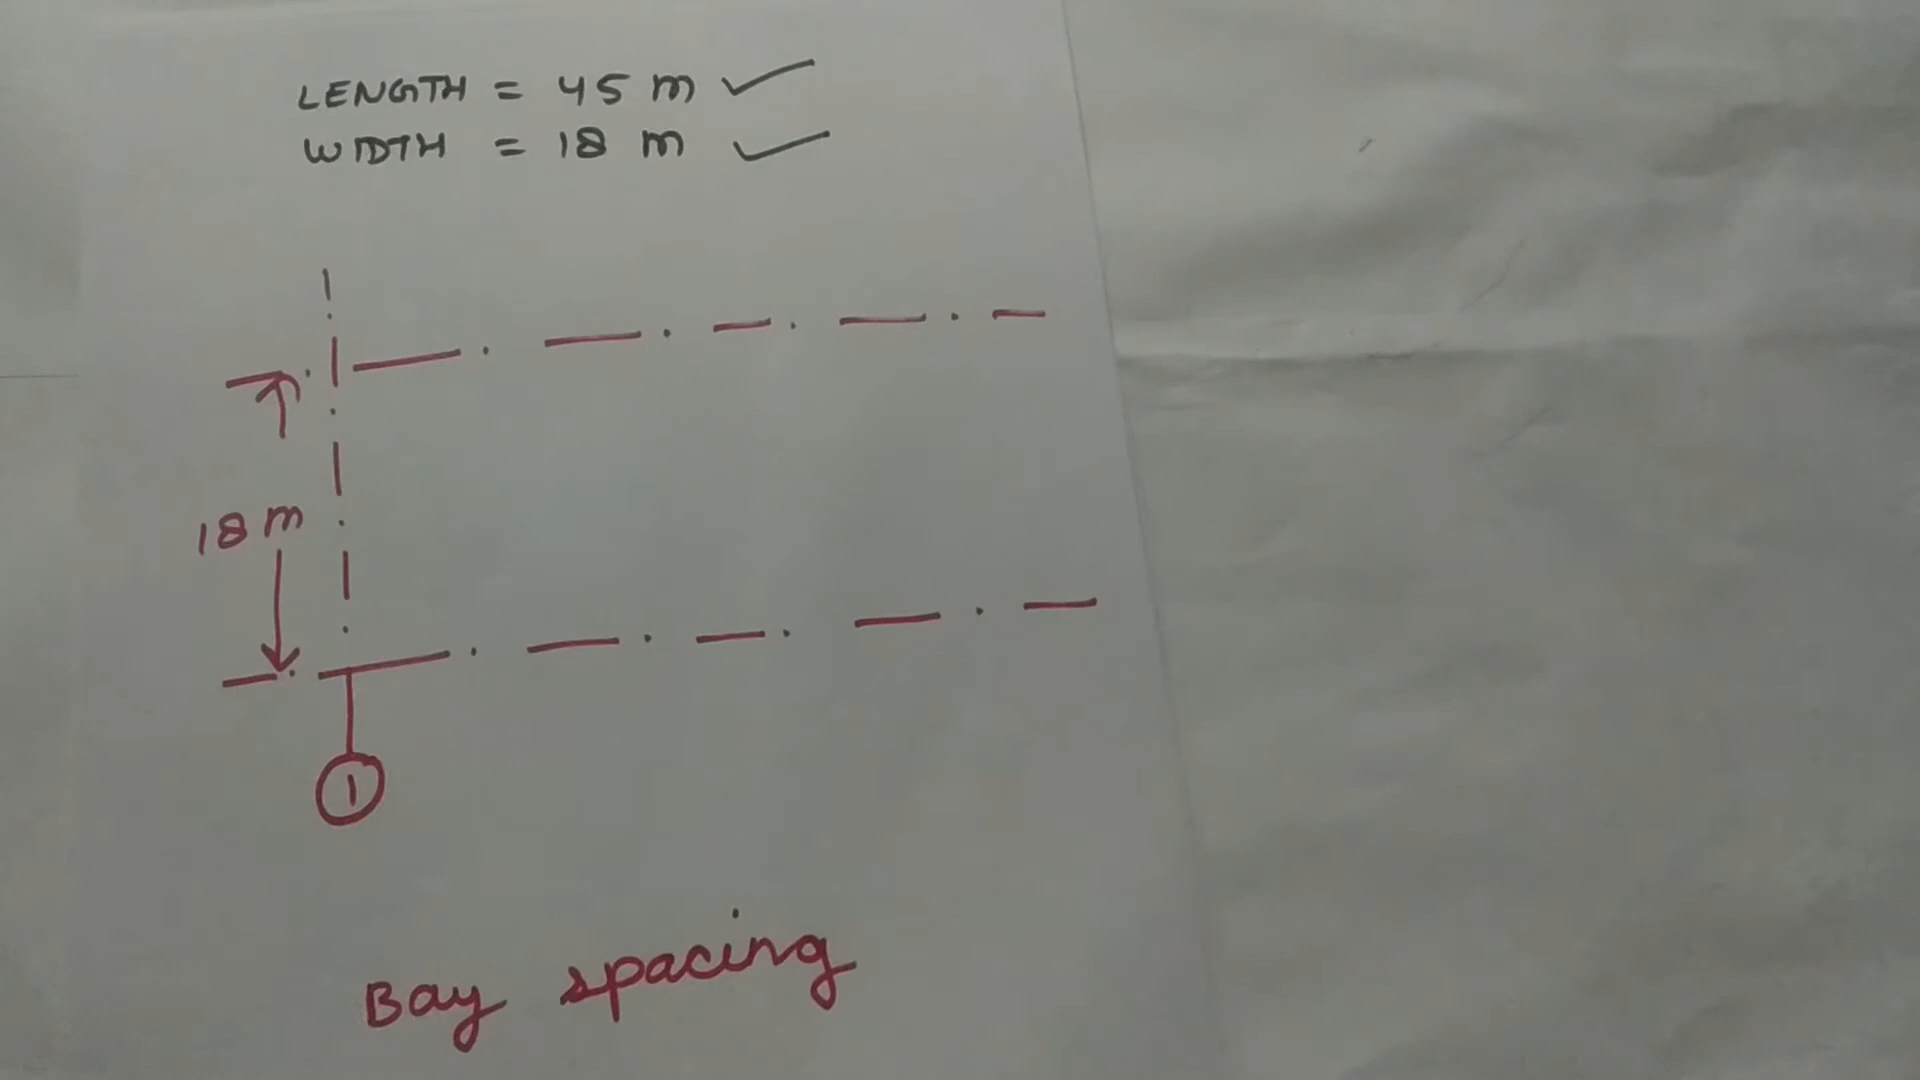 LENGTH = 45 m
WIDTH = 18 m
18 m
1
Bay spacing